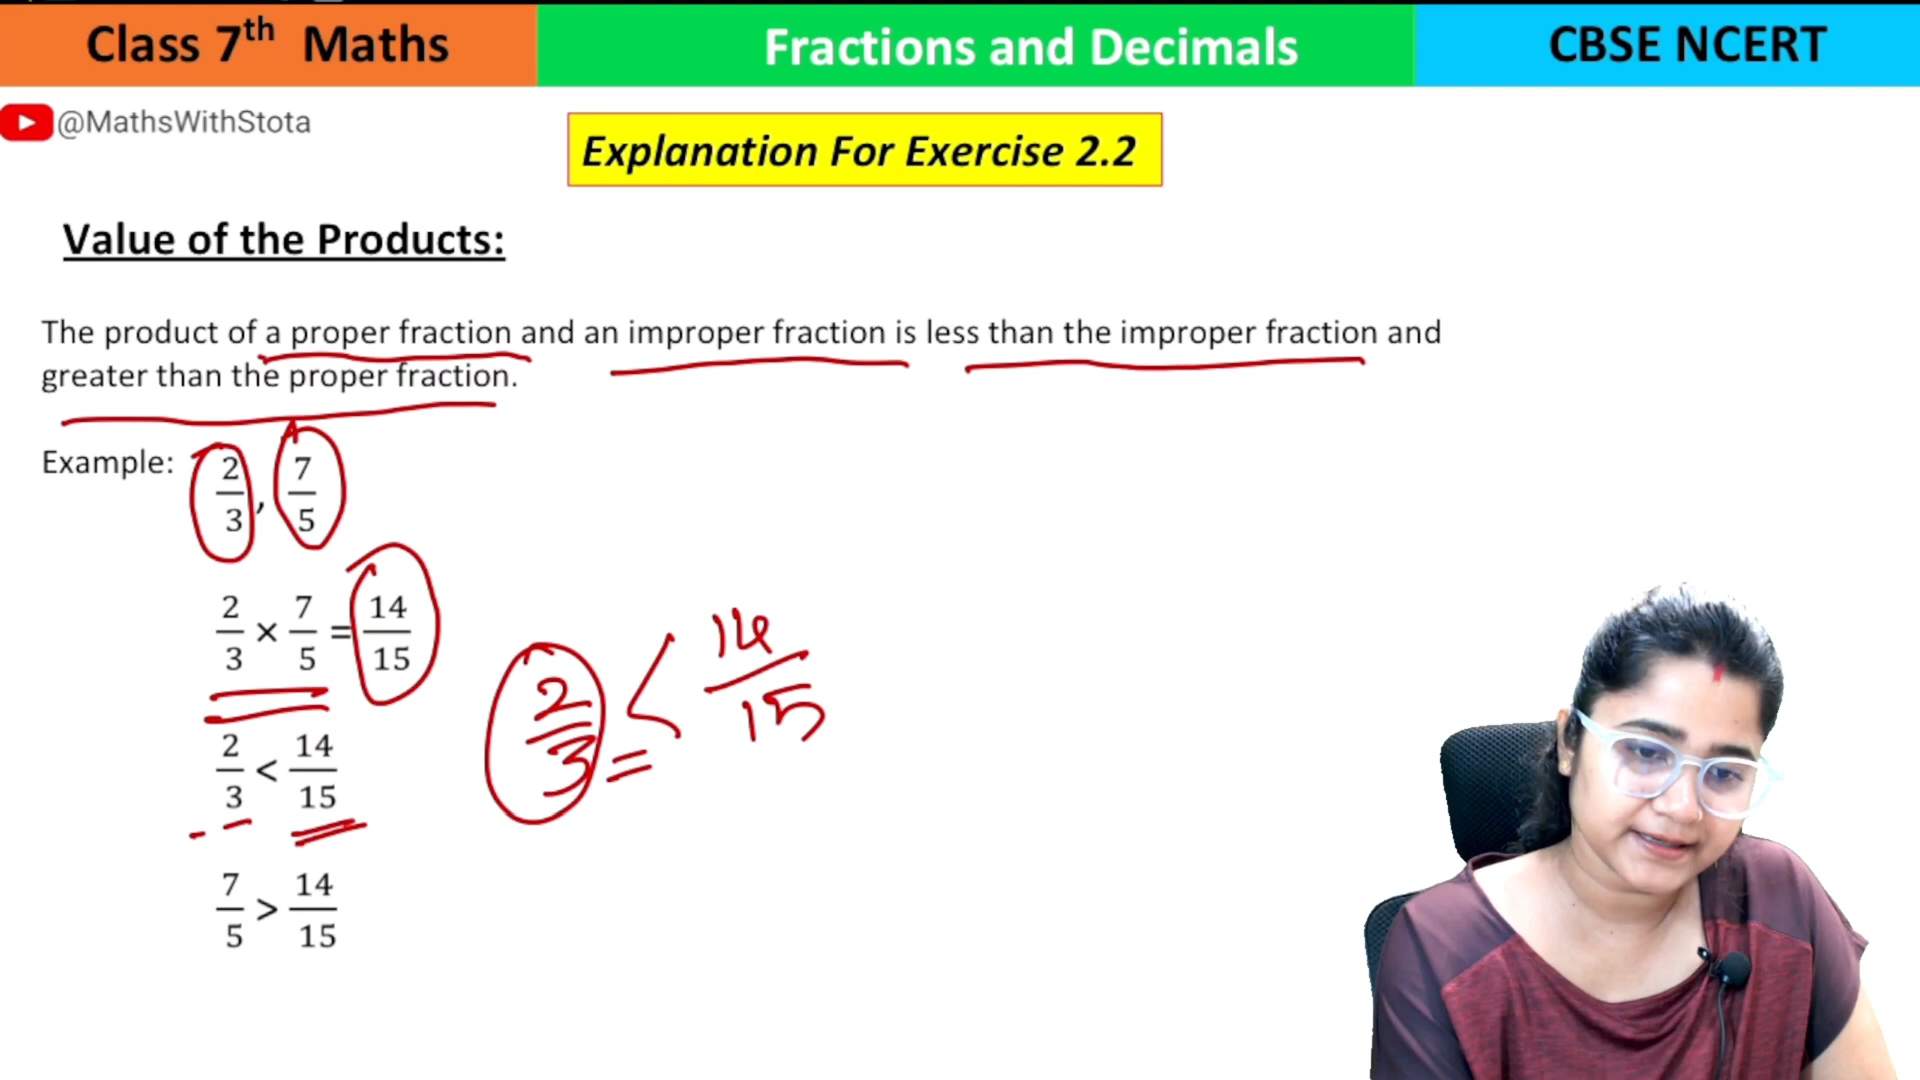 Class 7th Maths
Fractions and Decimals
CBSE NCERT
@MathsWithStota
Explanation For Exercise 2.2
Value of the Products:
The product of a proper fraction and an improper fraction is less than the improper fraction and
greater than the proper fraction.
Example: 2/3, 7/5
2/3 × 7/5 = 14/15
2/3 < 14/15
2/3 < 14/15
7/5 > 14/15